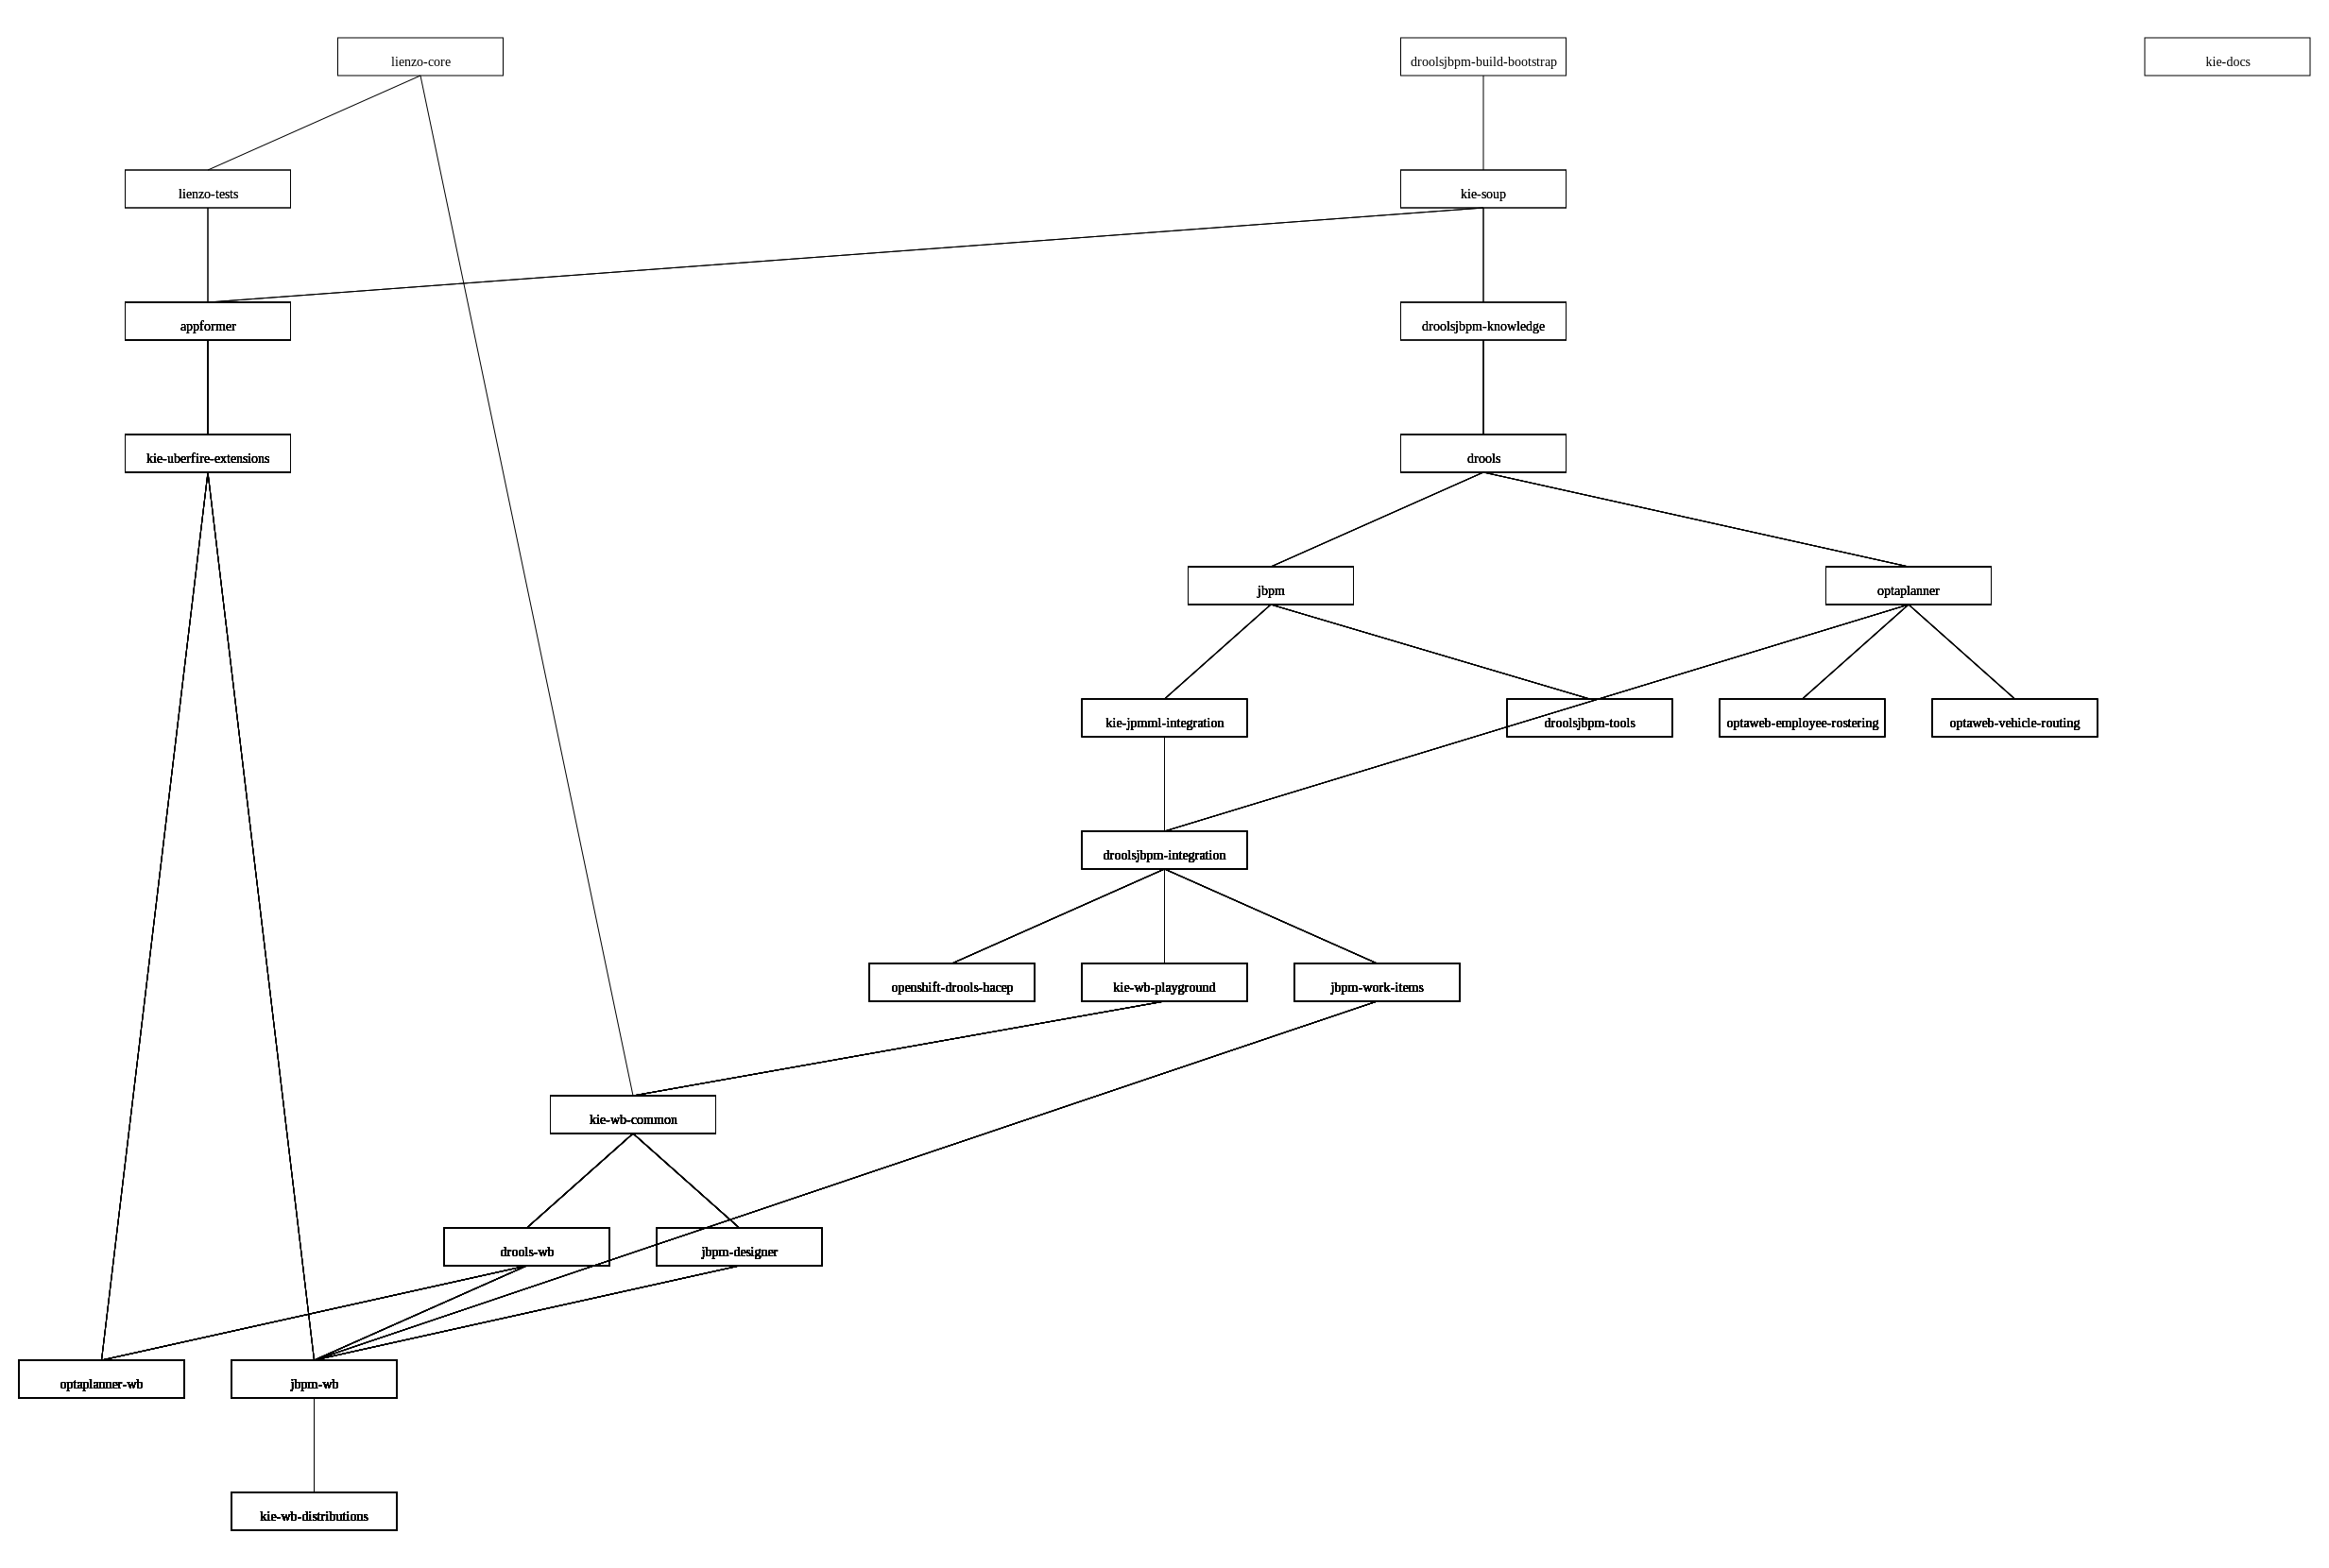 lienzo-core
droolsjbpm-build-bootstrap
kie-docs
lienzo-tests
kie-soup
appformer
droolsjbpm-knowledge
kie-uberfire-extensions
drools
jbpm
optaplanner
kie-jpmml-integration
droolsjbpm-tools
optaweb-employee-rostering
optaweb-vehicle-routing
droolsjbpm-integration
openshift-drools-hacep
kie-wb-playground
jbpm-work-items
kie-wb-common
drools-wb
jbpm-designer
optaplanner-wb
jbpm-wb
kie-wb-distributions